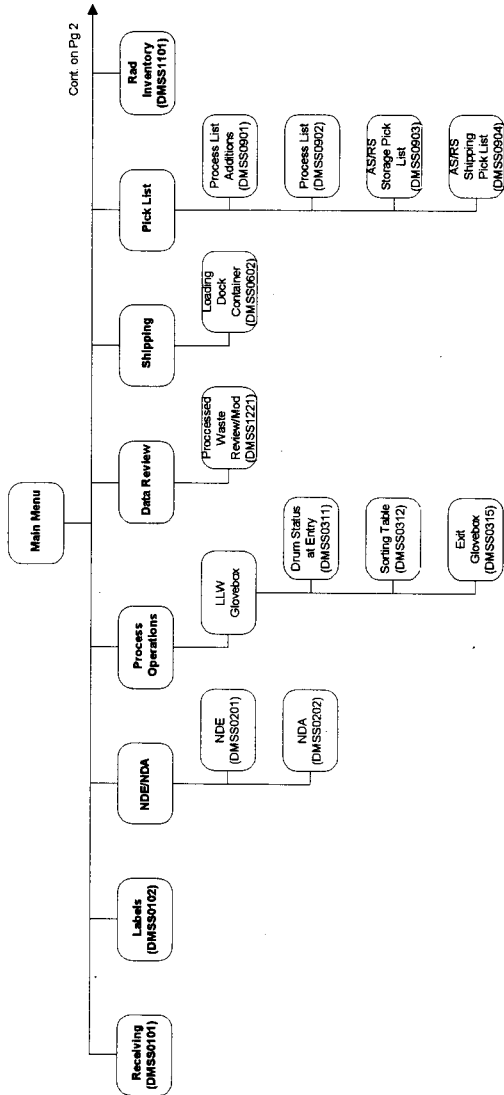 Main Menu
Cont. on Pg 2
Receiving
(DMSS0101)
Labels
(DMSS0102)
NDE/NDA
NDE
(DMSS0201)
NDA
(DMSS0202)
Process
Operations
LLW
Glovebox
Drum Status
at Entry
(DMSS0311)
Sorting Table
(DMSS0312)
Exit
Glovebox
(DMSS0315)
Data Review
Proccessed
Waste
Review/Mod
(DMSS1221)
Shipping
Loading
Dock
Container
(DMSS0602)
Pick List
Process List
Additions
(DMSS0901)
Process List
(DMSS0902)
AS/RS
Storage Pick
List
(DMSS0903)
AS/RS
Shipping
Pick List
(DMSS0904)
Rad
Inventory
(DMSS1101)